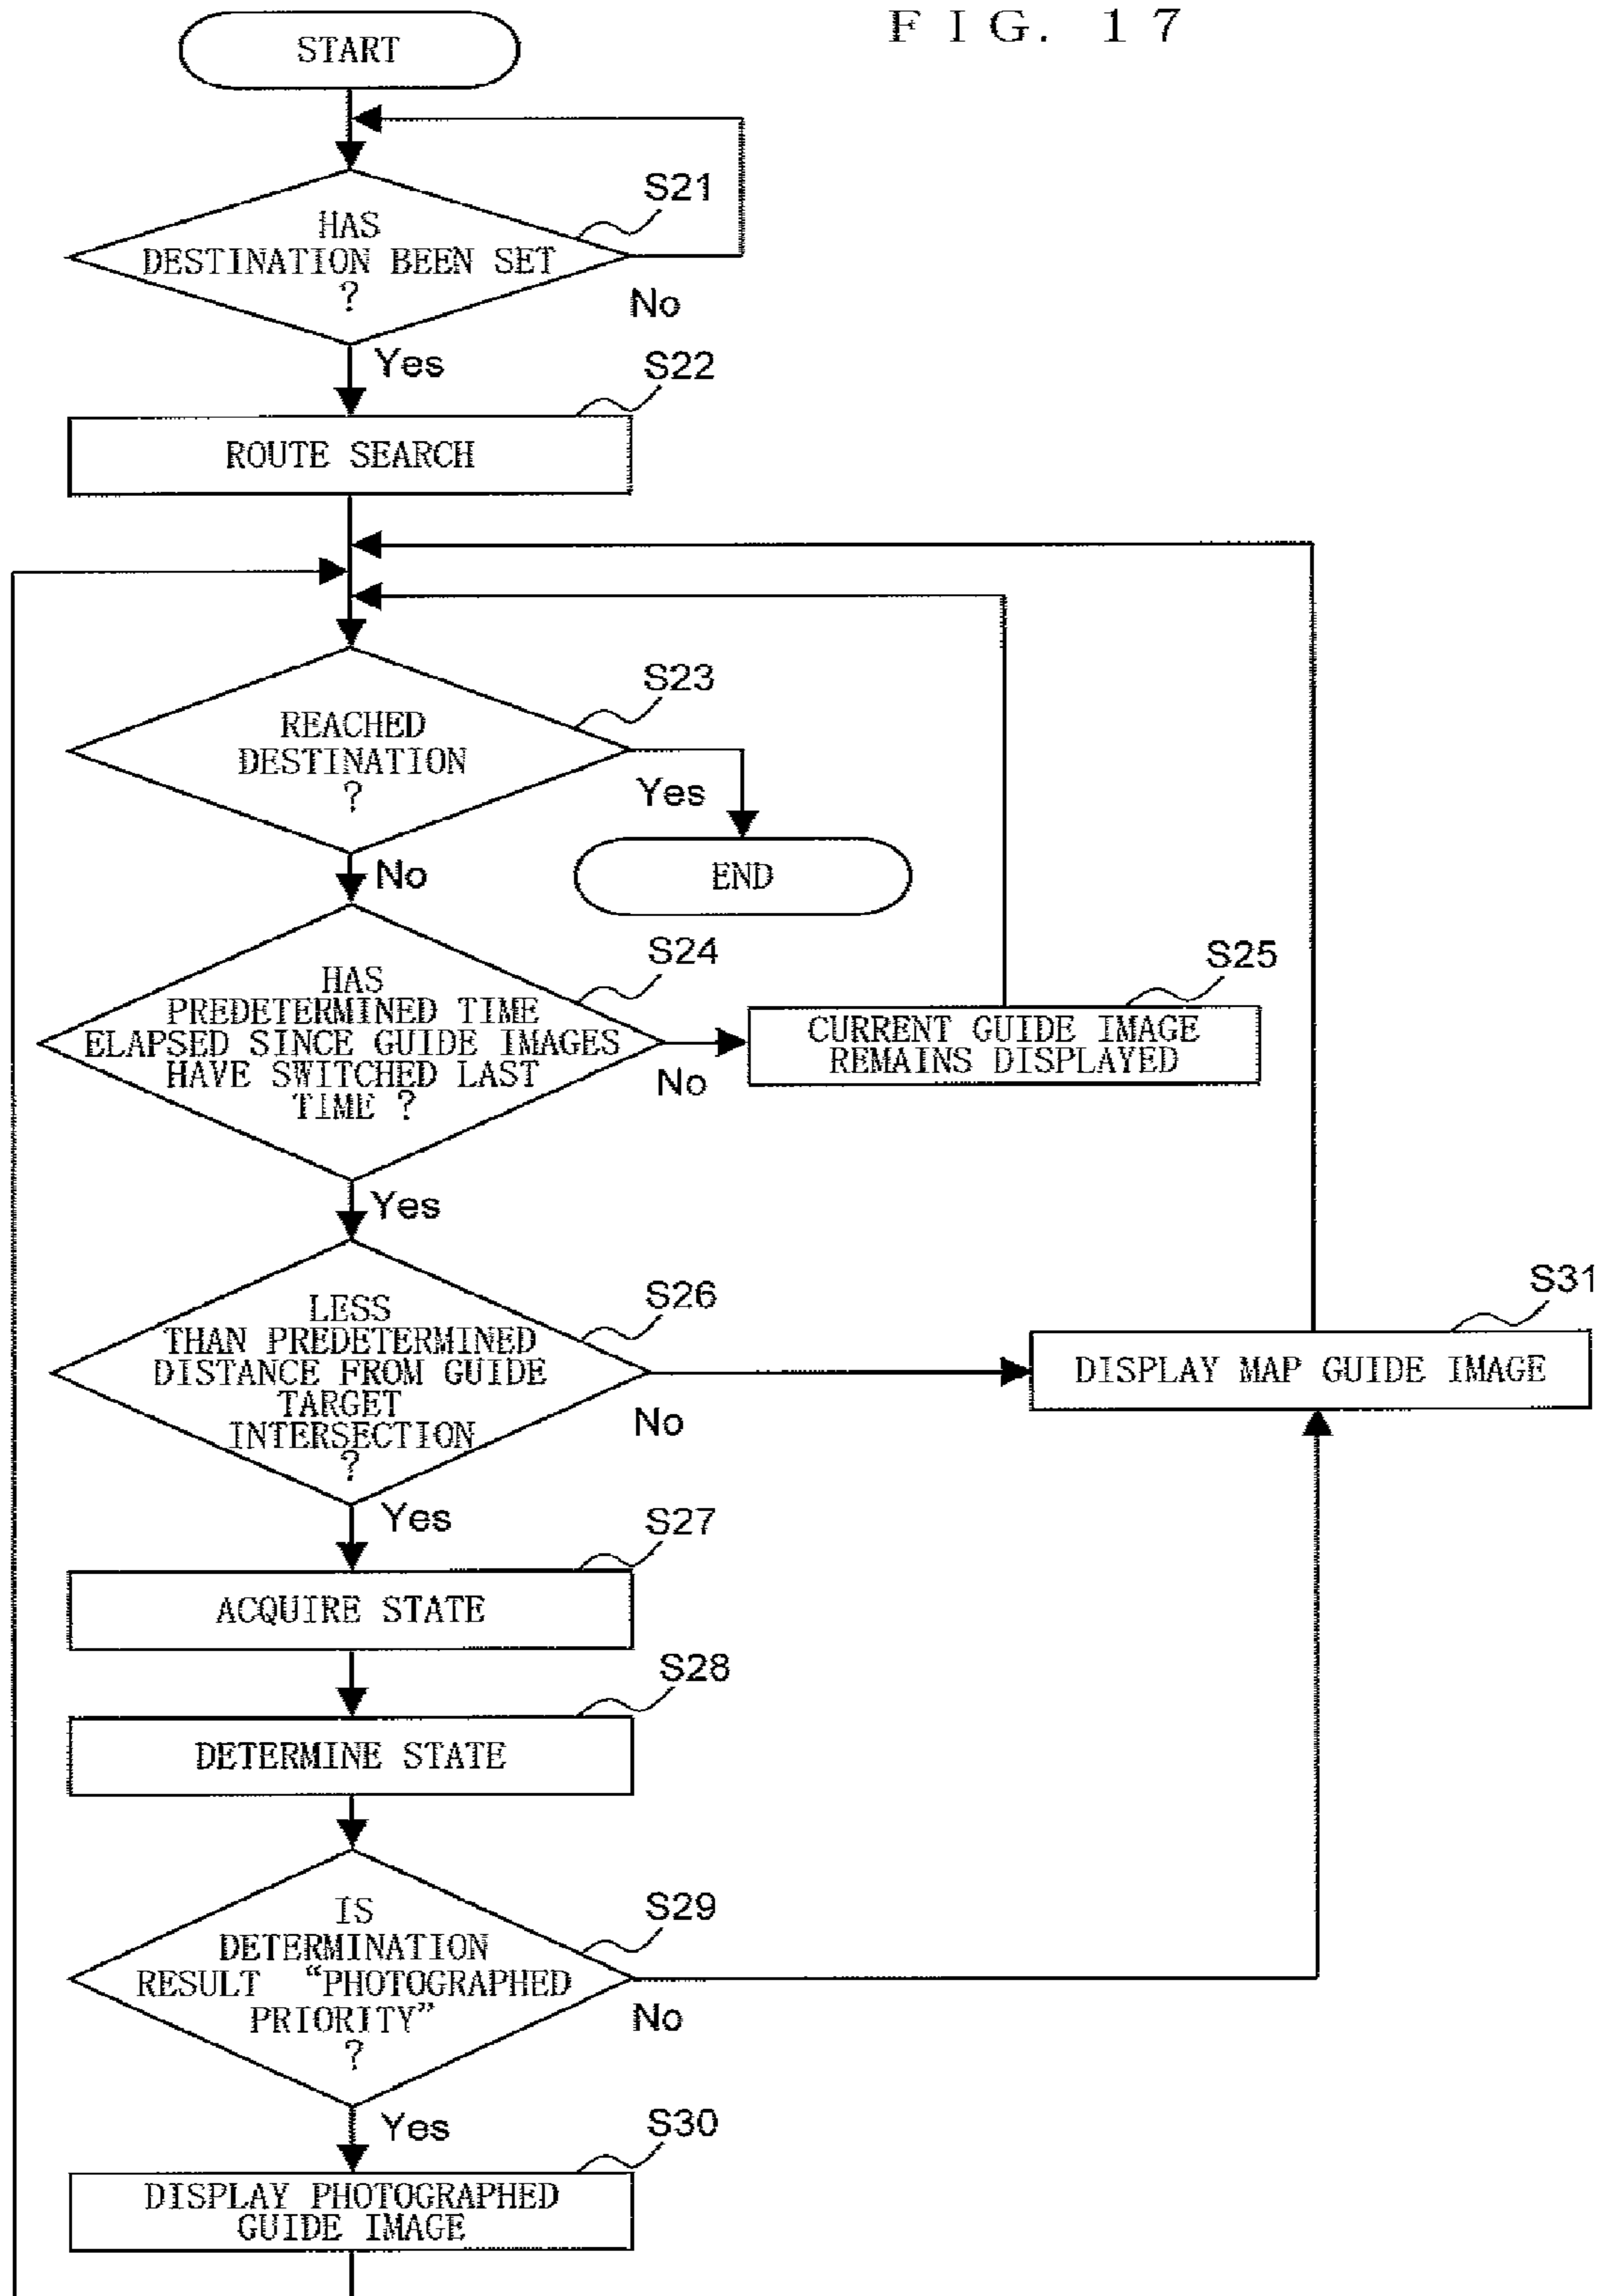 FIG. 17
START
S21
HAS
DESTINATION BEEN SET
?
No
Yes
S22
ROUTE SEARCH
S23
REACHED
DESTINATION
?
Yes
END
No
S24
HAS
PREDETERMINED TIME
ELAPSED SINCE GUIDE IMAGES
HAVE SWITCHED LAST
TIME ?
No
S25
CURRENT GUIDE IMAGE
REMAINS DISPLAYED
Yes
S26
LESS
THAN PREDETERMINED
DISTANCE FROM GUIDE
TARGET
INTERSECTION
?
No
S31
DISPLAY MAP GUIDE IMAGE
Yes
S27
ACQUIRE STATE
S28
DETERMINE STATE
S29
IS
DETERMINATION
RESULT “PHOTOGRAPHED
PRIORITY”
?
No
Yes
S30
DISPLAY PHOTOGRAPHED
GUIDE IMAGE